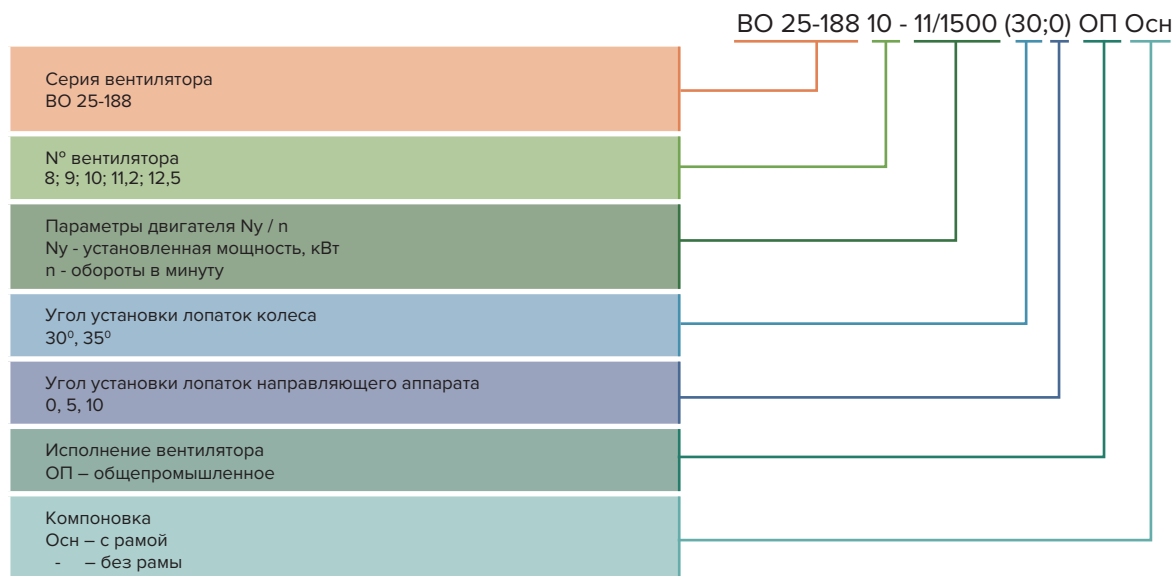 ВО 25-188 10 - 11/1500 (30;0) ОП Осн
Серия вентилятора
ВО 25-188
Nº вентилятора
8; 9; 10; 11,2; 12,5
Параметры двигателя Ny / n
Ny - установленная мощность, кВт
n - обороты в минуту
Угол установки лопаток колеса
30⁰, 35⁰
Угол установки лопаток направляющего аппарата
0, 5, 10
Исполнение вентилятора
ОП – общепромышленное
Компоновка
Осн – с рамой
- – без рамы